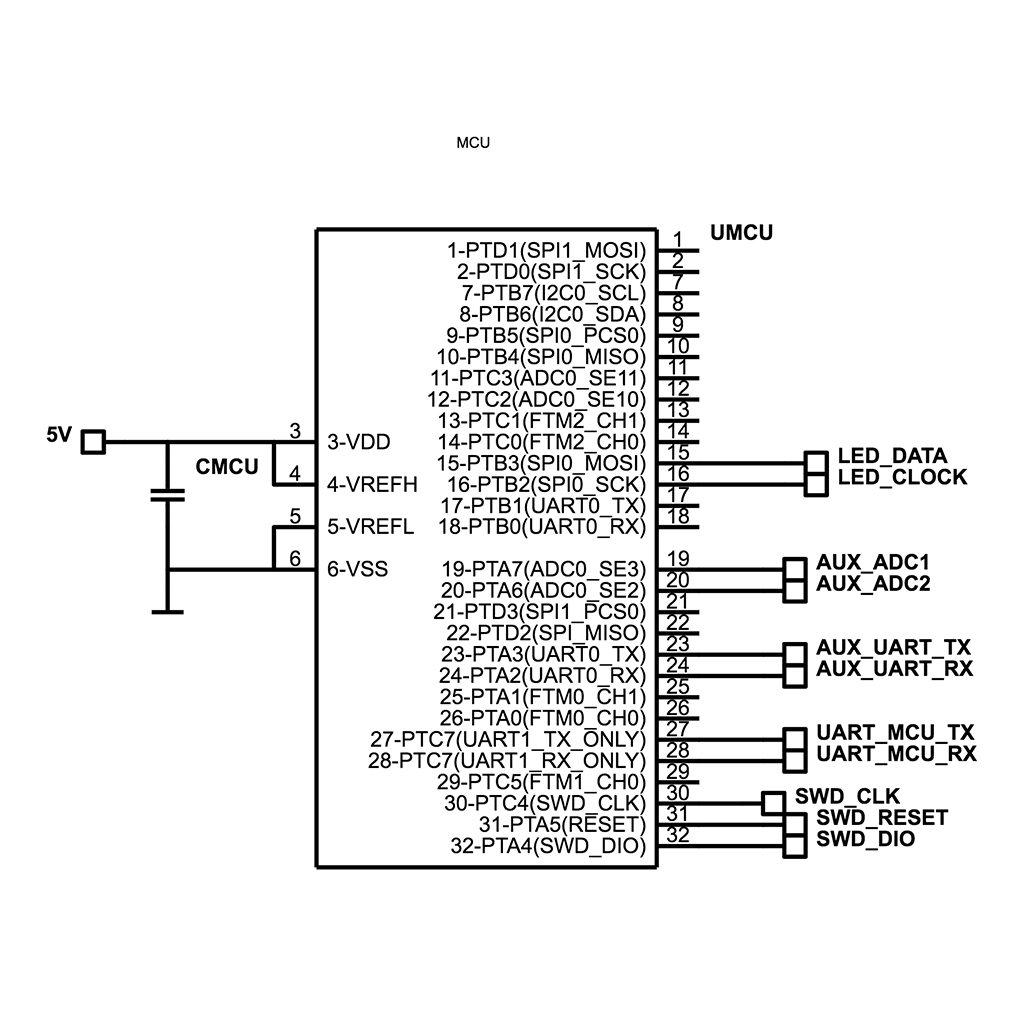 MCU
UMCU
1-PTD1(SPI1_MOSI) 1
2-PTD0(SPI1_SCK) 2
7-PTB7(I2C0_SCL) 7
8-PTB6(I2C0_SDA) 8
9-PTB5(SPI0_PCS0) 9
10-PTB4(SPI0_MISO) 10
11-PTC3(ADC0_SE11) 11
12-PTC2(ADC0_SE10) 12
13-PTC1(FTM2_CH1) 13
5V 3 3-VDD 14-PTC0(FTM2_CH0) 14
CMCU 15-PTB3(SPI0_MOSI) 15 LED_DATA
4 4-VREFH 16-PTB2(SPI0_SCK) 16 LED_CLOCK
17-PTB1(UART0_TX) 17
5 5-VREFL 18-PTB0(UART0_RX) 18
6 6-VSS 19-PTA7(ADC0_SE3) 19 AUX_ADC1
20-PTA6(ADC0_SE2) 20 AUX_ADC2
21-PTD3(SPI1_PCS0) 21
22-PTD2(SPI_MISO) 22
23-PTA3(UART0_TX) 23 AUX_UART_TX
24-PTA2(UART0_RX) 24 AUX_UART_RX
25-PTA1(FTM0_CH1) 25
26-PTA0(FTM0_CH0) 26
27-PTC7(UART1_TX_ONLY) 27 UART_MCU_TX
28-PTC7(UART1_RX_ONLY) 28 UART_MCU_RX
29-PTC5(FTM1_CH0) 29
30-PTC4(SWD_CLK) 30 SWD_CLK
31-PTA5(RESET) 31 SWD_RESET
32-PTA4(SWD_DIO) 32 SWD_DIO